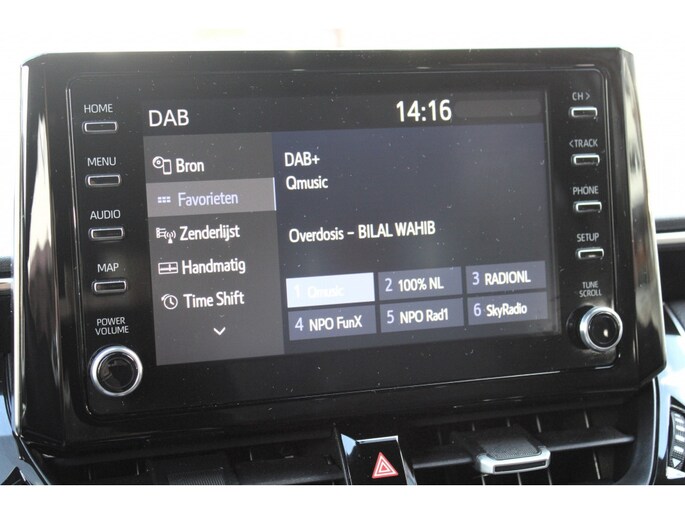 HOME
MENU
AUDIO
MAP
POWER
VOLUME
DAB
14:16
Bron
Favorieten
Zenderlijst
Handmatig
Time Shift
DAB+
Qmusic
Overdosis – BILAL WAHIB
1 Qmusic
2 100% NL
3 RADIONL
4 NPO FunX
5 NPO Rad1
6 SkyRadio
CH >
< TRACK
PHONE
SETUP
TUNE
SCROLL